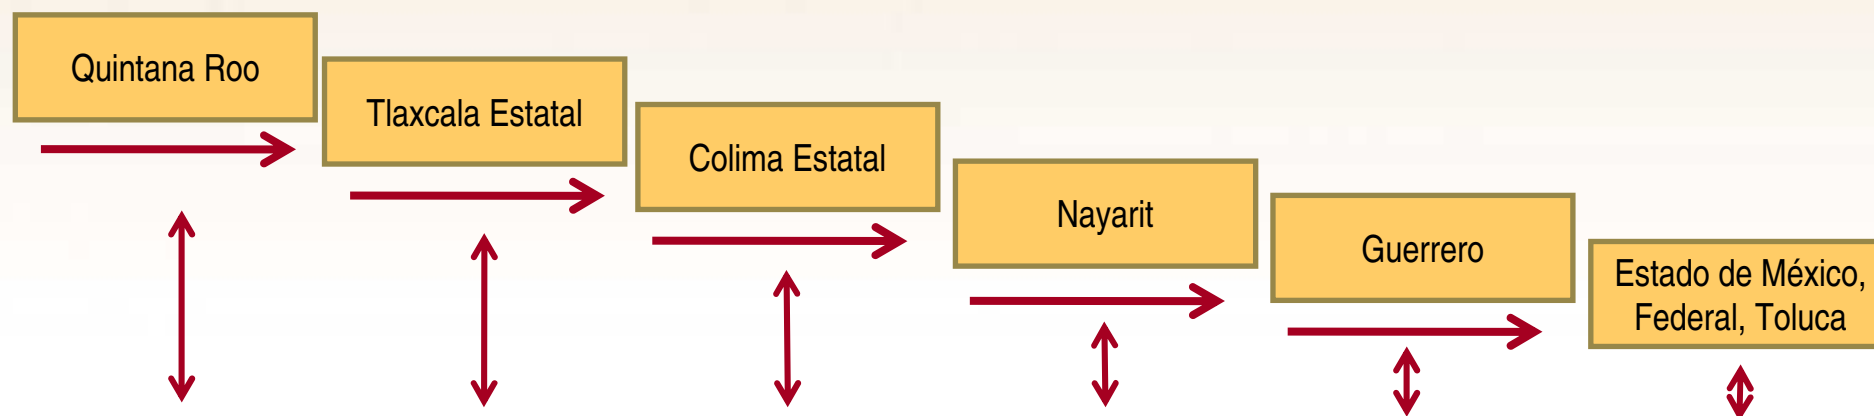 Quintana Roo
Tlaxcala Estatal
Colima Estatal
Nayarit
Guerrero
Estado de México,
Federal, Toluca